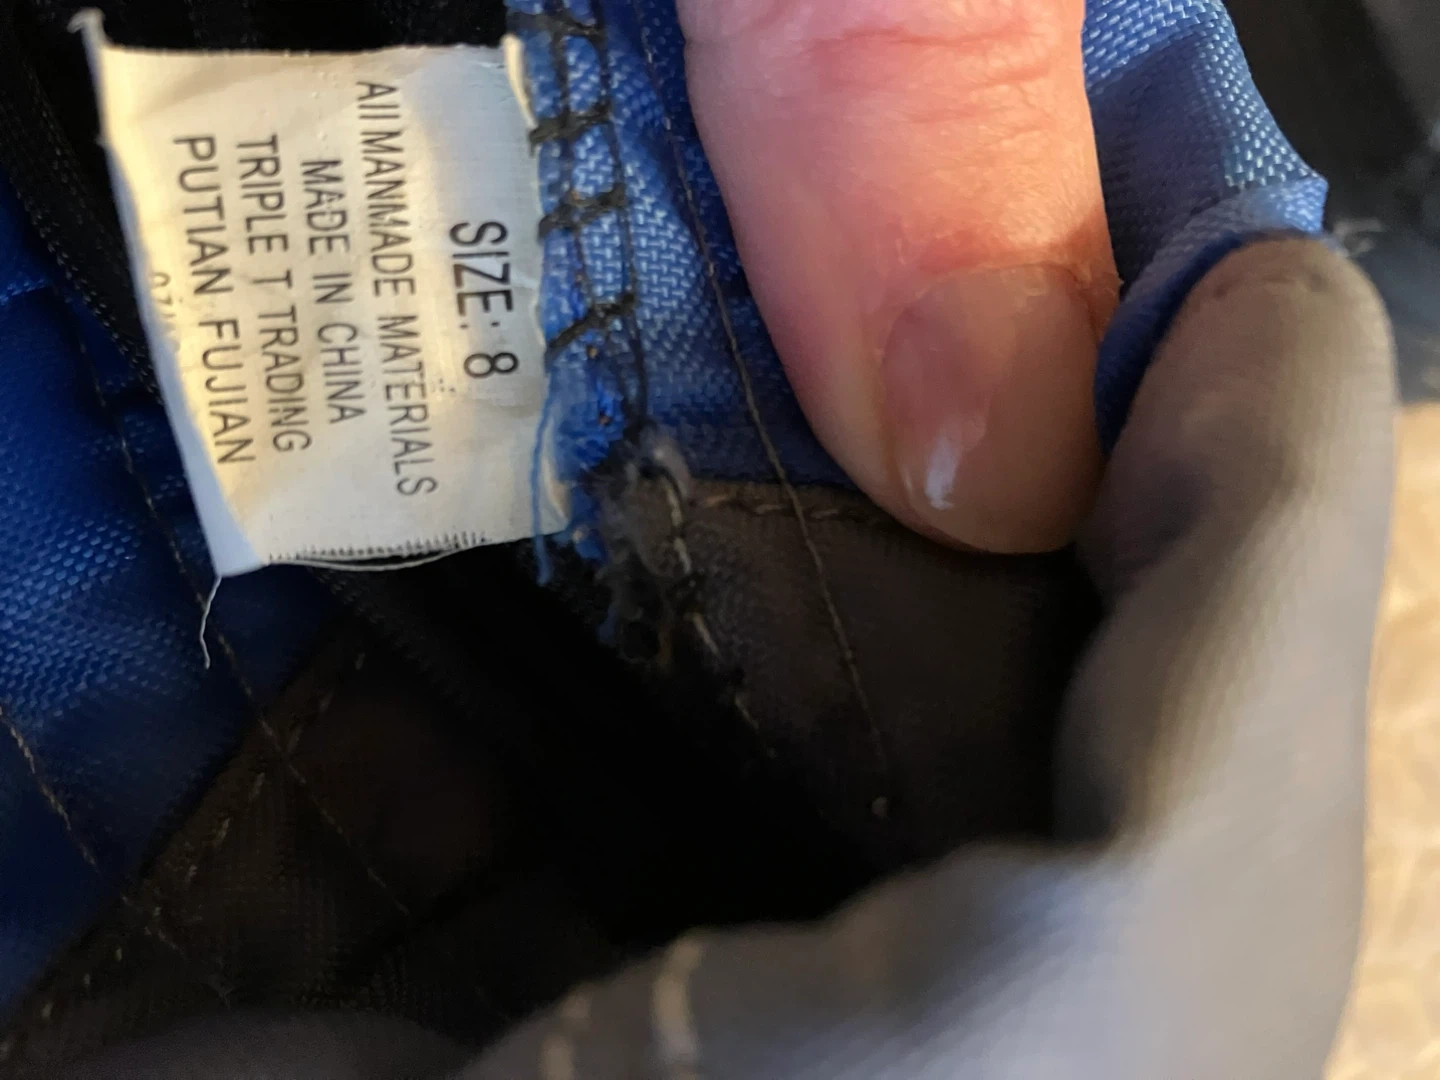 SIZE: 8
All MANMADE MATERIALS
MADE IN CHINA
TRIPLE T TRADING
PUTIAN FUJIAN